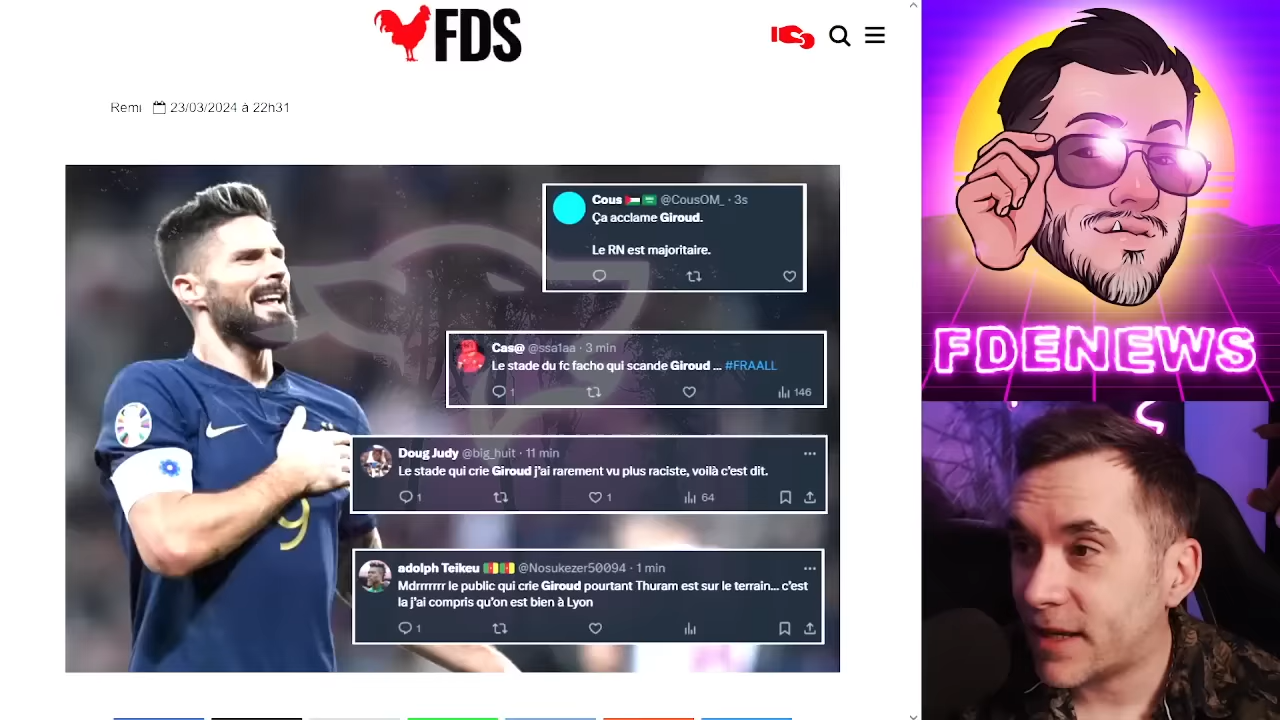 FDS
Remi 23/03/2024 à 22h31
Cous @CousOM_ · 3s
Ça acclame Giroud.
Le RN est majoritaire.
Cas@ @ssa1aa · 3 min
Le stade du fc facho qui scande Giroud ... #FRAALL
1 146
Doug Judy @big_huit · 11 min
Le stade qui crie Giroud j'ai rarement vu plus raciste, voilà c'est dit.
1 1 64
adolph Teikeu @Nosukezer50094 · 1 min
Mdrrrrrrr le public qui crie Giroud pourtant Thuram est sur le terrain... c'est
la j'ai compris qu'on est bien à Lyon
1
9
FDENEWS